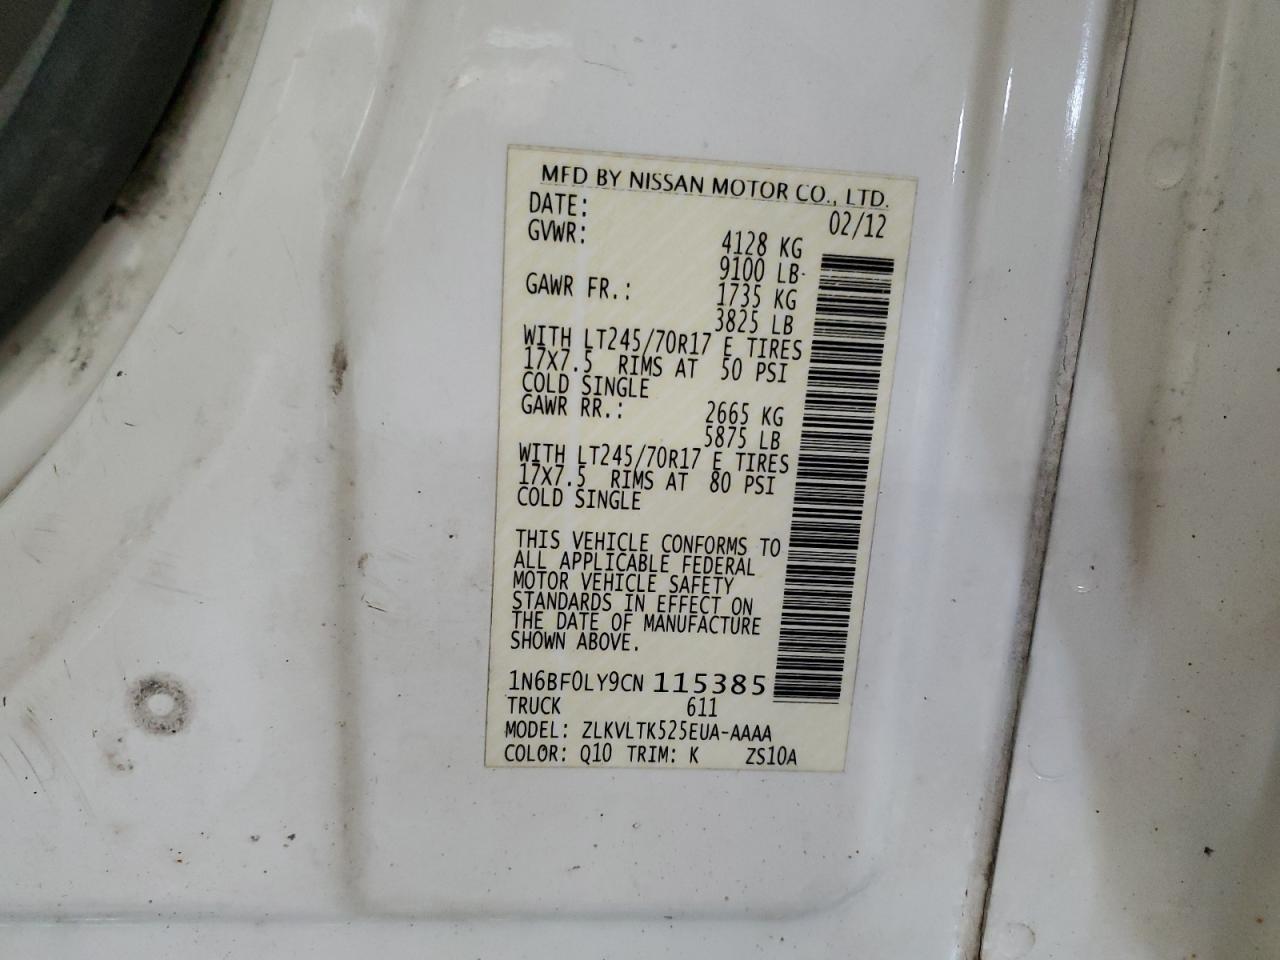 MFD BY NISSAN MOTOR CO., LTD.
DATE: 02/12
GVWR: 4128 KG
9100 LB
GAWR FR.: 1735 KG
3825 LB
WITH LT245/70R17 E TIRES
17X7.5 RIMS AT 50 PSI
COLD SINGLE
GAWR RR.: 2665 KG
5875 LB
WITH LT245/70R17 E TIRES
17X7.5 RIMS AT 80 PSI
COLD SINGLE
THIS VEHICLE CONFORMS TO
ALL APPLICABLE FEDERAL
MOTOR VEHICLE SAFETY
STANDARDS IN EFFECT ON
THE DATE OF MANUFACTURE
SHOWN ABOVE.
1N6BF0LY9CN 115385
TRUCK 611
MODEL: ZLKVLTK525EUA-AAAA
COLOR: Q10 TRIM: K ZS10A